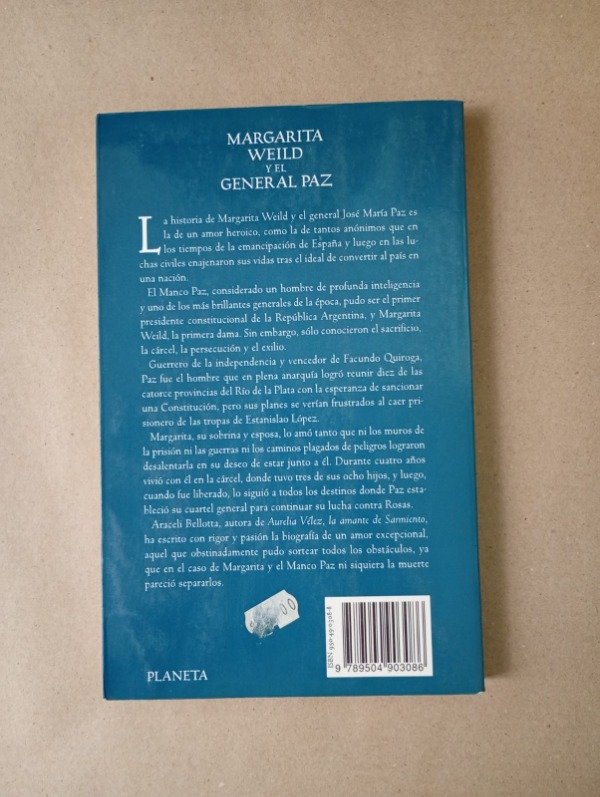 MARGARITA
WEILD
Y EL
GENERAL PAZ
La historia de Margarita Weild y el general José María Paz es
la de un amor heroico, como la de tantos anónimos que en
los tiempos de la emancipación de España y luego en las lu-
chas civiles enajenaron sus vidas tras el ideal de convertir al país en
una nación.
El Manco Paz, considerado un hombre de profunda inteligencia
y uno de los más brillantes generales de la época, pudo ser el primer
presidente constitucional de la República Argentina, y Margarita
Weild, la primera dama. Sin embargo, sólo conocieron el sacrificio,
la cárcel, la persecución y el exilio.
Guerrero de la independencia y vencedor de Facundo Quiroga,
Paz fue el hombre que en plena anarquía logró reunir diez de las
catorce provincias del Río de la Plata con la esperanza de sancionar
una Constitución, pero sus planes se verían frustrados al caer pri-
sionero de las tropas de Estanislao López.
Margarita, su sobrina y esposa, lo amó tanto que ni los muros de
la prisión ni las guerras ni los caminos plagados de peligros lograron
desalentarla en su deseo de estar junto a él. Durante cuatro años
vivió con él en la cárcel, donde tuvo tres de sus ocho hijos, y luego,
cuando fue liberado, lo siguió a todos los destinos donde Paz esta-
bleció su cuartel general para continuar su lucha contra Rosas.
Araceli Bellotta, autora de Aurelia Vélez, la amante de Sarmiento,
ha escrito con rigor y pasión la biografía de un amor excepcional,
aquel que obstinadamente pudo sortear todos los obstáculos, ya
que en el caso de Margarita y el Manco Paz ni siquiera la muerte
pareció separarlos.
00
ISBN 950-49-0308-8
9 789504 903086
PLANETA